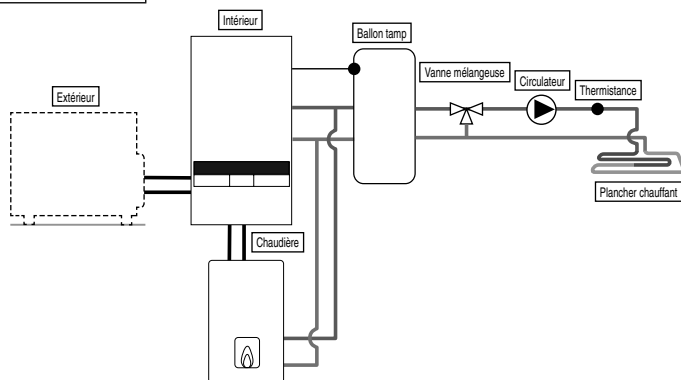 Intérieur
Ballon tamp
Vanne mélangeuse
Circulateur
Thermistance
Extérieur
Plancher chauffant
Chaudière